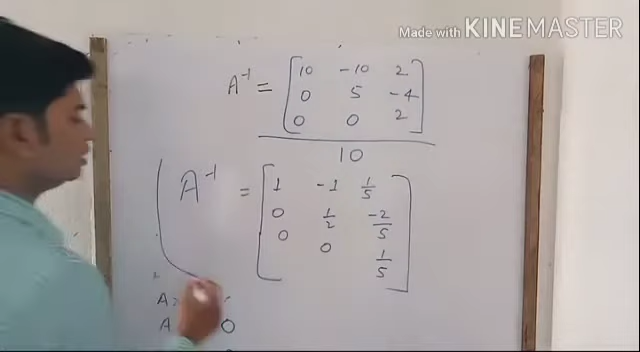 Made with KINEMASTER
A⁻¹ = [10 -10 2
0 5 -4
0 0 2]
10
A⁻¹ = [1 -1 1/5
0 1/2 -2/5
0 0 1/5]
A
A 0